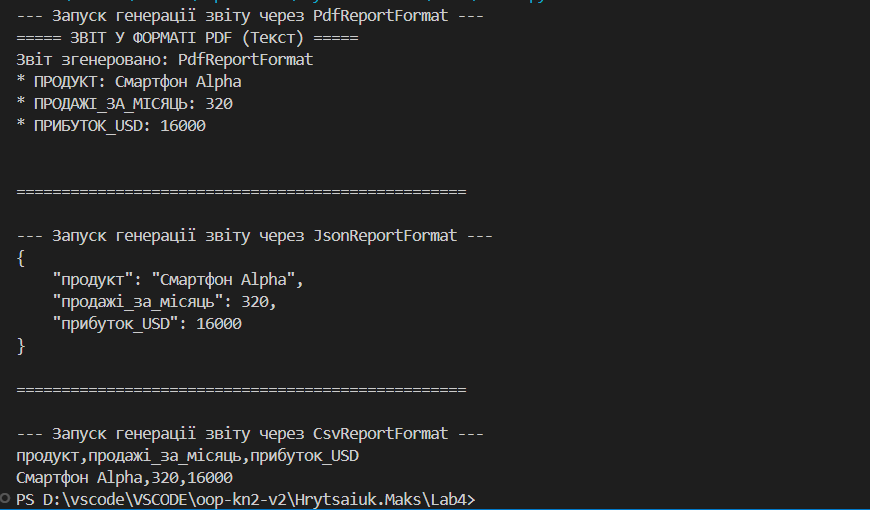 --- Запуск генерації звіту через PdfReportFormat ---
===== ЗВІТ У ФОРМАТІ PDF (Текст) =====
Звіт згенеровано: PdfReportFormat
* ПРОДУКТ: Смартфон Alpha
* ПРОДАЖІ_ЗА_МІСЯЦЬ: 320
* ПРИБУТОК_USD: 16000
==================================================
--- Запуск генерації звіту через JsonReportFormat ---
{
    "продукт": "Смартфон Alpha",
    "продажі_за_місяць": 320,
    "прибуток_USD": 16000
}
==================================================
--- Запуск генерації звіту через CsvReportFormat ---
продукт,продажі_за_місяць,прибуток_USD
Смартфон Alpha,320,16000
PS D:\vscode\VSCODE\oop-kn2-v2\Hrytsaiuk.Maks\Lab4>